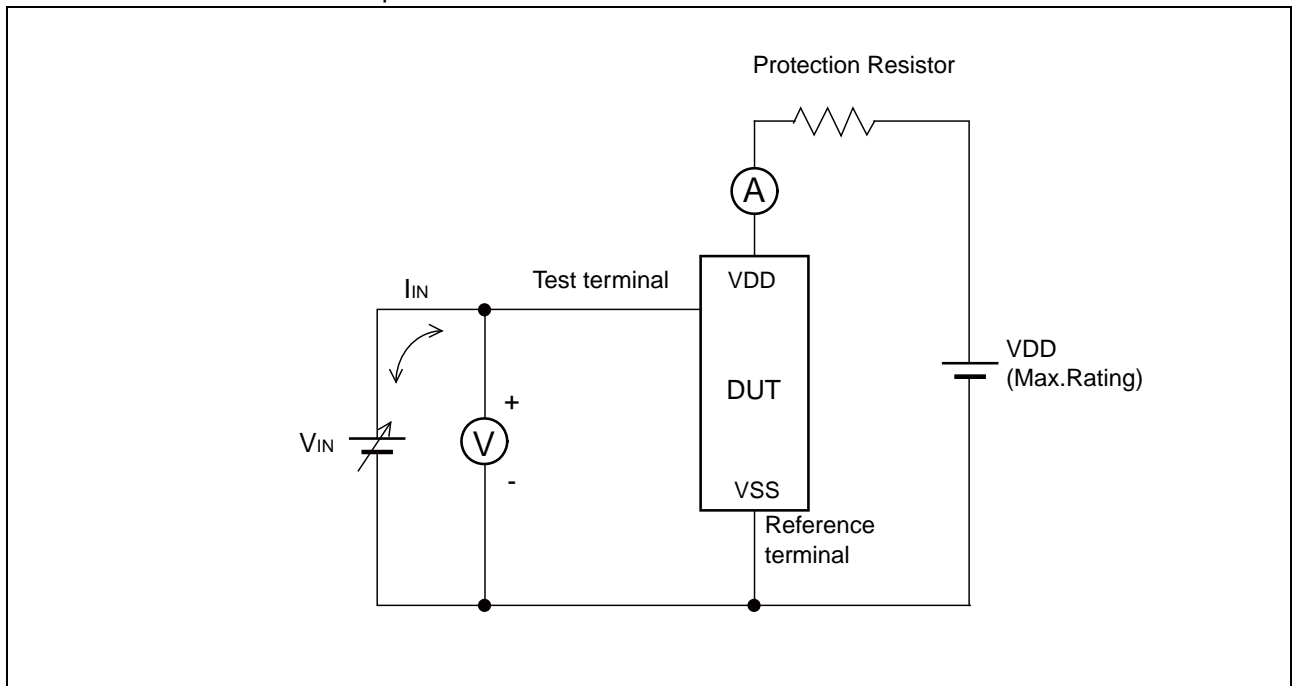 Protection Resistor
A
Test terminal
VDD
IIN
VDD
(Max.Rating)
DUT
+
VIN
V
-
VSS
Reference
terminal